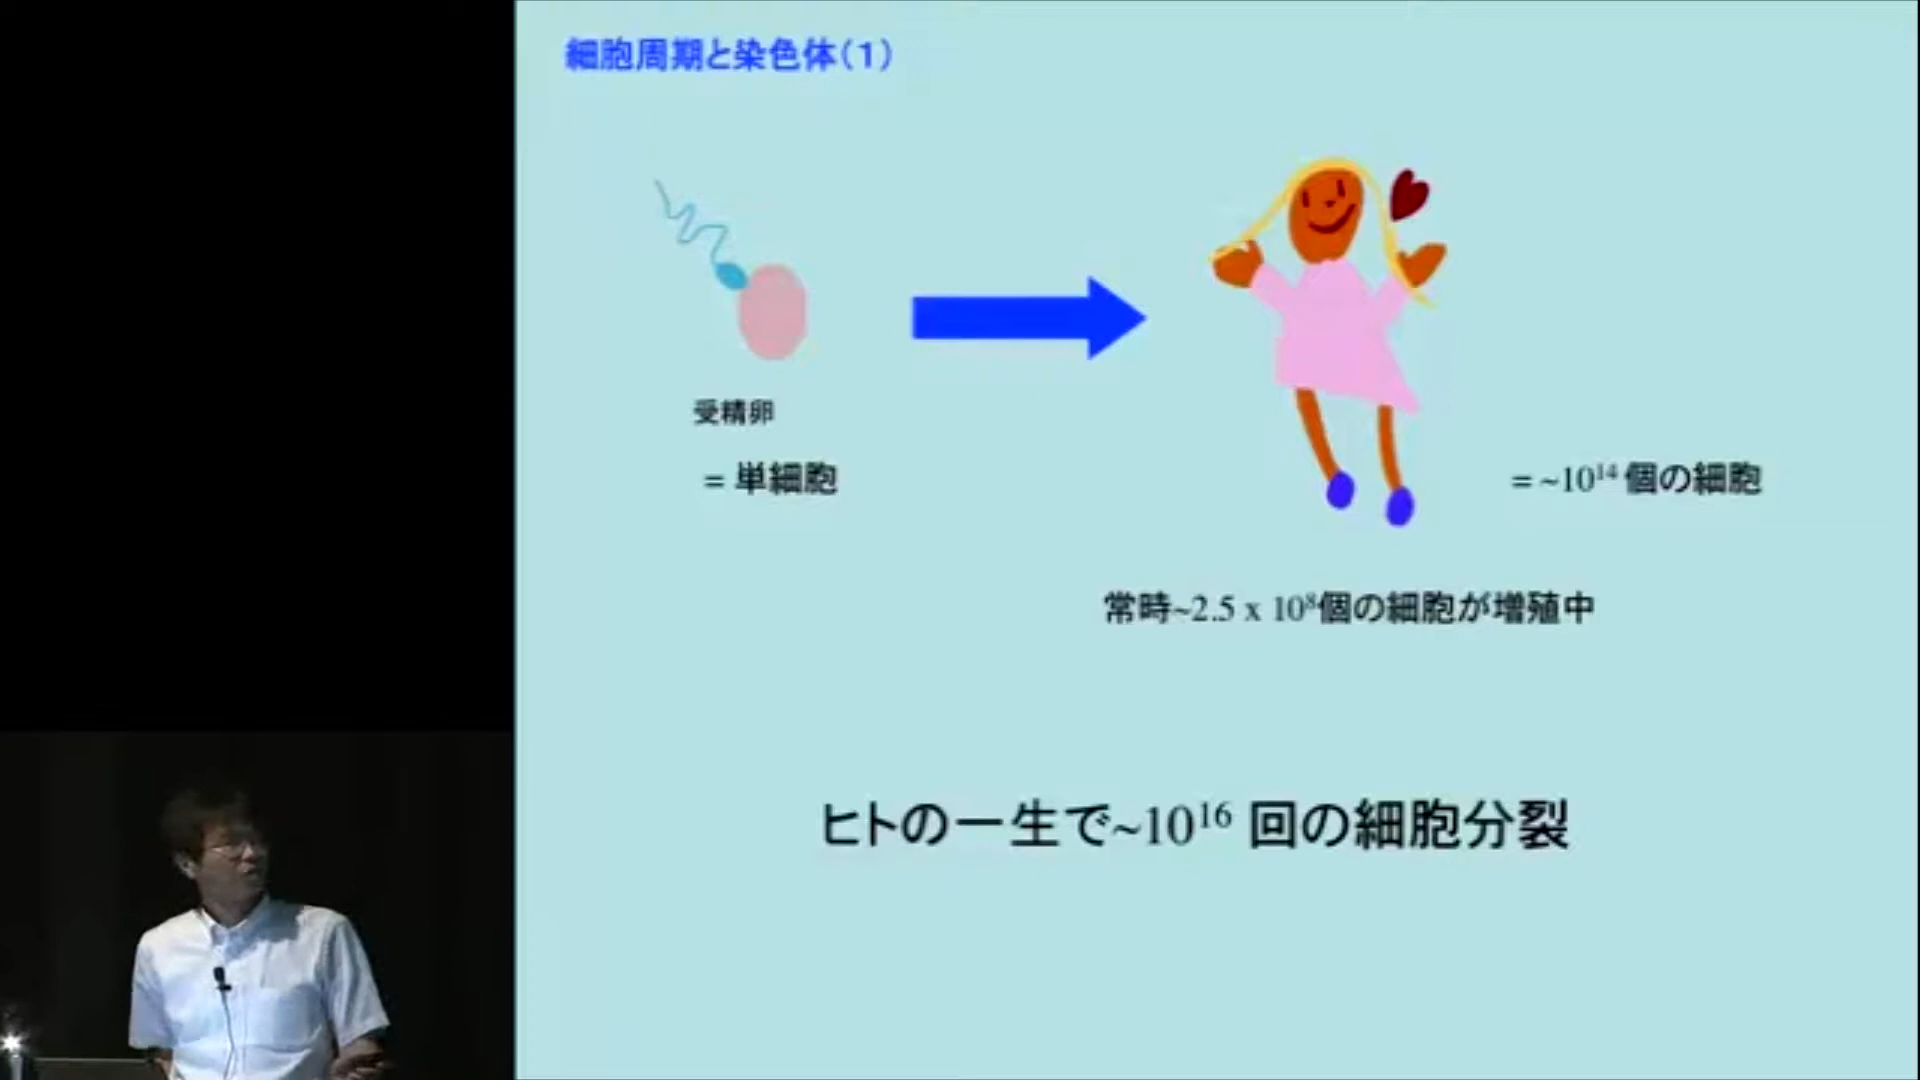 細胞周期と染色体(1)
受精卵
= 単細胞
= ~10¹⁴ 個の細胞
常時~2.5 x 10⁸個の細胞が増殖中
ヒトの一生で~10¹⁶ 回の細胞分裂